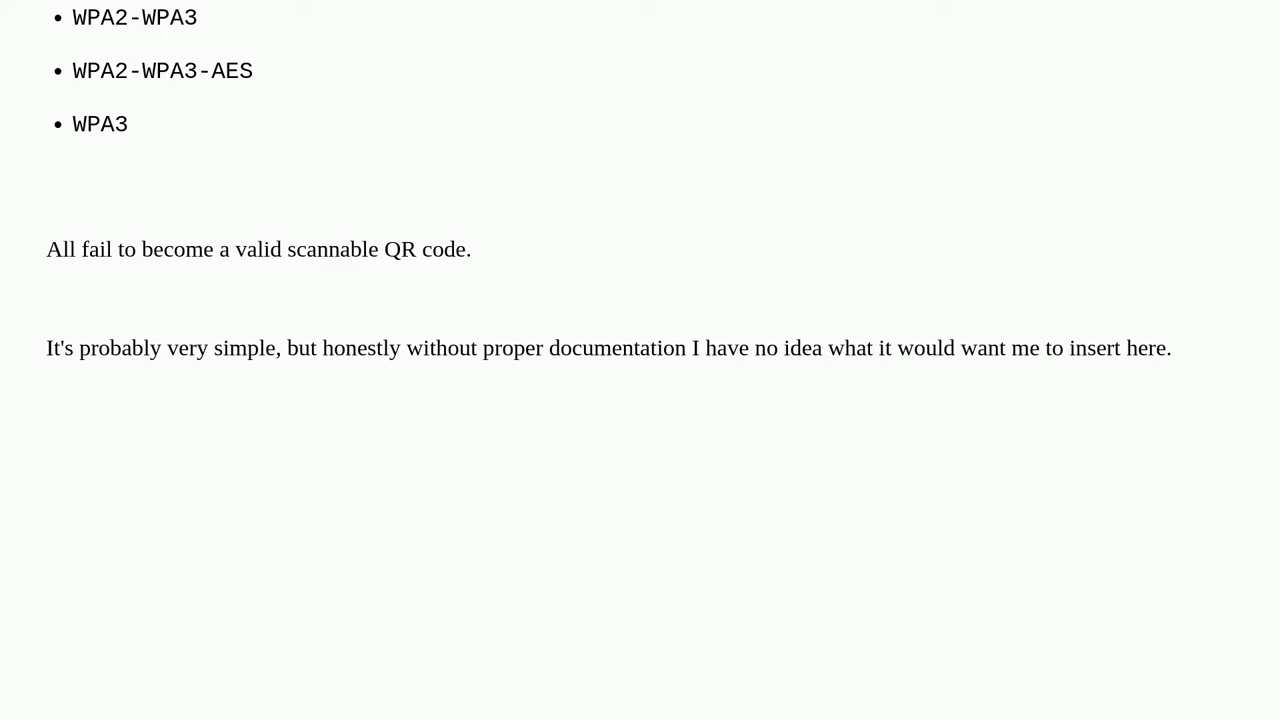 • WPA2-WPA3
• WPA2-WPA3-AES
• WPA3
All fail to become a valid scannable QR code.
It's probably very simple, but honestly without proper documentation I have no idea what it would want me to insert here.